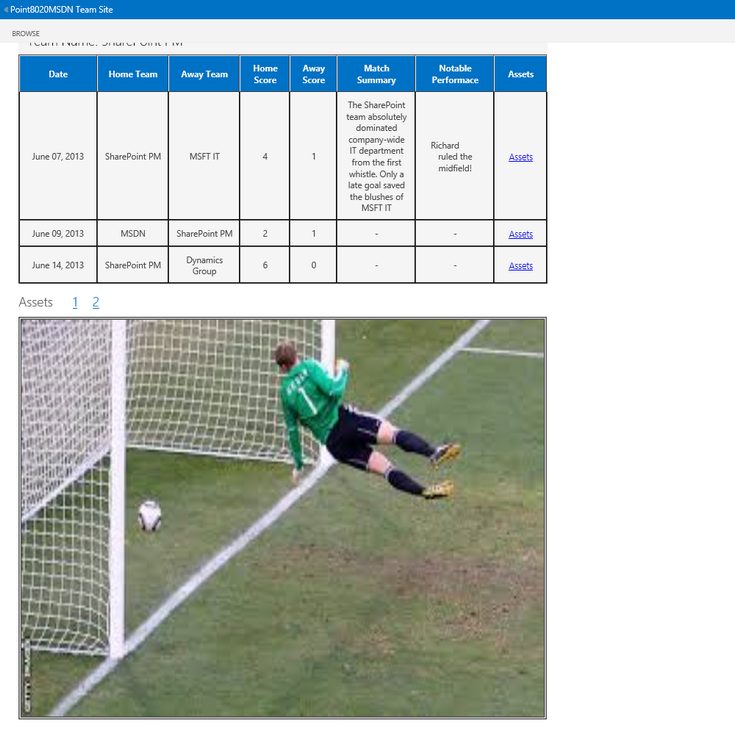 Point8020MSDN Team Site
BROWSE
Team Name: SharePoint PM
Date Home Team Away Team Home Score Away Score Match Summary Notable Performace Assets
June 07, 2013 SharePoint PM MSFT IT 4 1
The SharePoint
team absolutely
dominated
company-wide
IT department
from the first
whistle. Only a
late goal saved
the blushes of
MSFT IT
Richard
ruled the
midfield!
Assets
June 09, 2013 MSDN SharePoint PM 2 1 - - Assets
June 14, 2013 SharePoint PM Dynamics Group 6 0 - - Assets
Assets 1 2
1
GETTY IMAGES